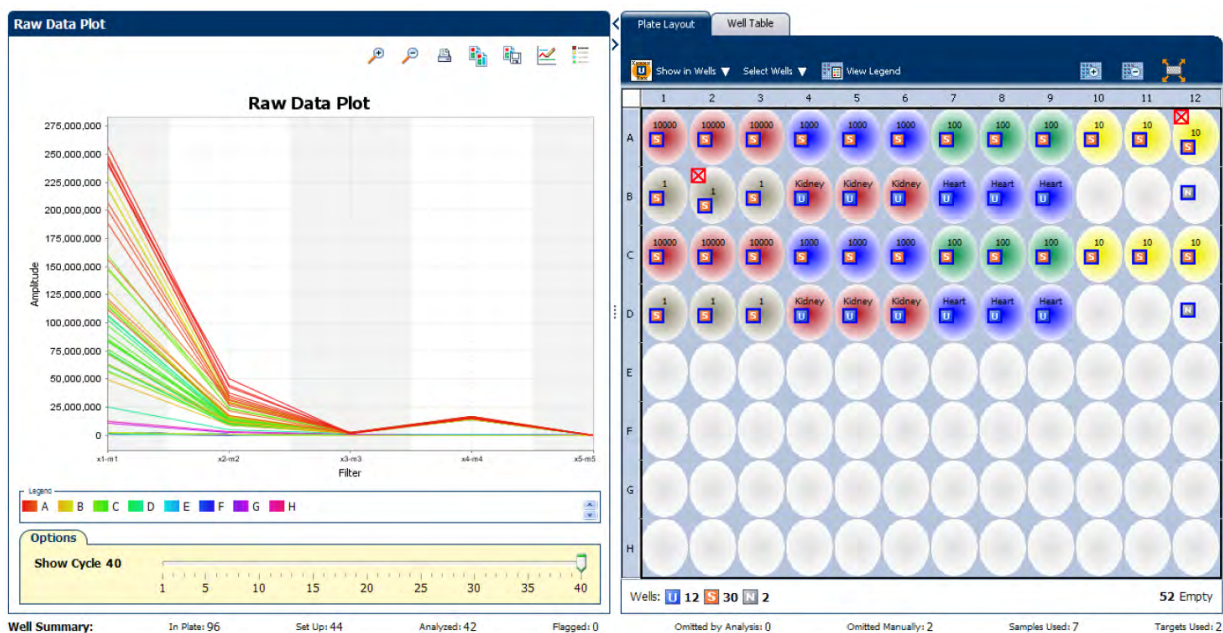 Raw Data Plot
Raw Data Plot
275,000,000
250,000,000
225,000,000
200,000,000
175,000,000
150,000,000
125,000,000
100,000,000
75,000,000
50,000,000
25,000,000
0
Amplitude
x1-m1 x2-m2 x3-m3 x4-m4 x5-m5
Filter
Legend
A B C D E F G H
Options
Show Cycle 40
1 5 10 15 20 25 30 35 40
Plate Layout Well Table
Show in Wells ▼ Select Wells ▼ View Legend
1 2 3 4 5 6 7 8 9 10 11 12
10000 10000 10000 1000 1000 1000 100 100 100 10 10 10
A S S S S S S S S S S S S
1 1 1 Kidney Kidney Kidney Heart Heart Heart
B S S S U U U U U U N
10000 10000 10000 1000 1000 1000 100 100 100 10 10 10
C S S S S S S S S S S S S
1 1 1 Kidney Kidney Kidney Heart Heart Heart
D S S S U U U U U U N
E
F
G
H
Wells: U 12 S 30 N 2 52 Empty
Well Summary: In Plate: 96 Set Up: 44 Analyzed: 42 Flagged: 0 Omitted by Analysis: 0 Omitted Manually: 2 Samples Used: 7 Targets Used: 2